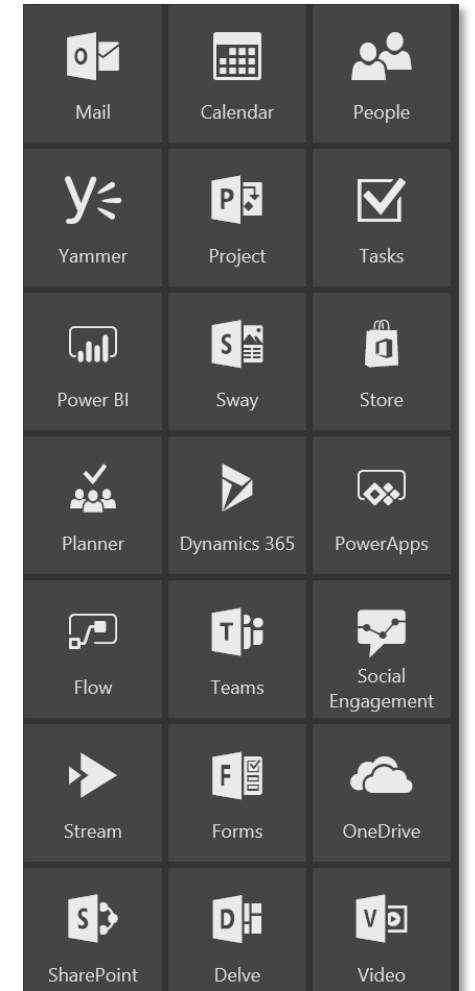 Mail Calendar People
Yammer Project Tasks
Power BI Sway Store
Planner Dynamics 365 PowerApps
Flow Teams Social Engagement
Stream Forms OneDrive
SharePoint Delve Video